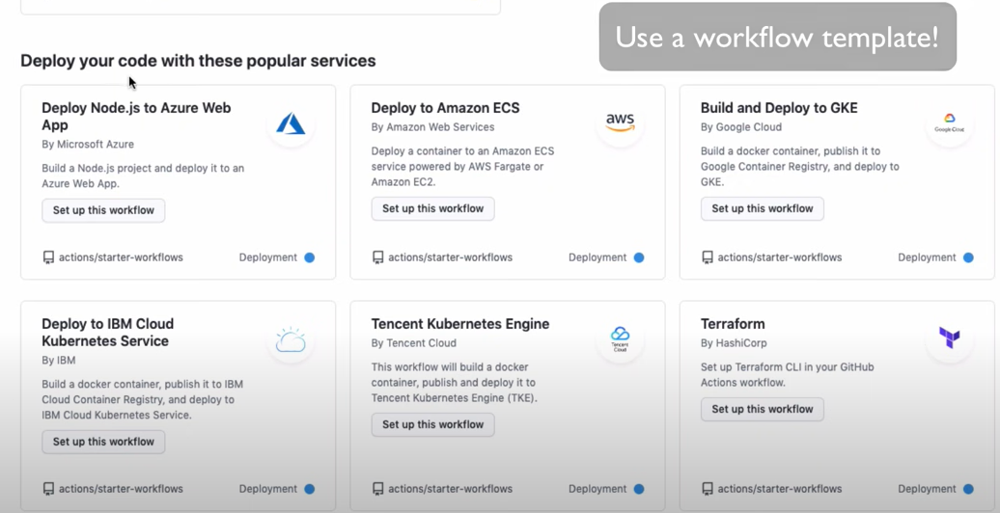 Use a workflow template!
Deploy your code with these popular services
Deploy Node.js to Azure Web
App
By Microsoft Azure
Build a Node.js project and deploy it to an
Azure Web App.
Set up this workflow
actions/starter-workflows
Deployment
Deploy to Amazon ECS
By Amazon Web Services
aws
Deploy a container to an Amazon ECS
service powered by AWS Fargate or
Amazon EC2.
Set up this workflow
actions/starter-workflows
Deployment
Build and Deploy to GKE
By Google Cloud
Google Cloud
Build a docker container, publish it to
Google Container Registry, and deploy to
GKE.
Set up this workflow
actions/starter-workflows
Deployment
Deploy to IBM Cloud
Kubernetes Service
By IBM
Build a docker container, publish it to IBM
Cloud Container Registry, and deploy to
IBM Cloud Kubernetes Service.
Set up this workflow
actions/starter-workflows
Deployment
Tencent Kubernetes Engine
By Tencent Cloud
Tencent
Cloud
This workflow will build a docker
container, publish and deploy it to
Tencent Kubernetes Engine (TKE).
Set up this workflow
actions/starter-workflows
Deployment
Terraform
By HashiCorp
Set up Terraform CLI in your GitHub
Actions workflow.
Set up this workflow
actions/starter-workflows
Deployment